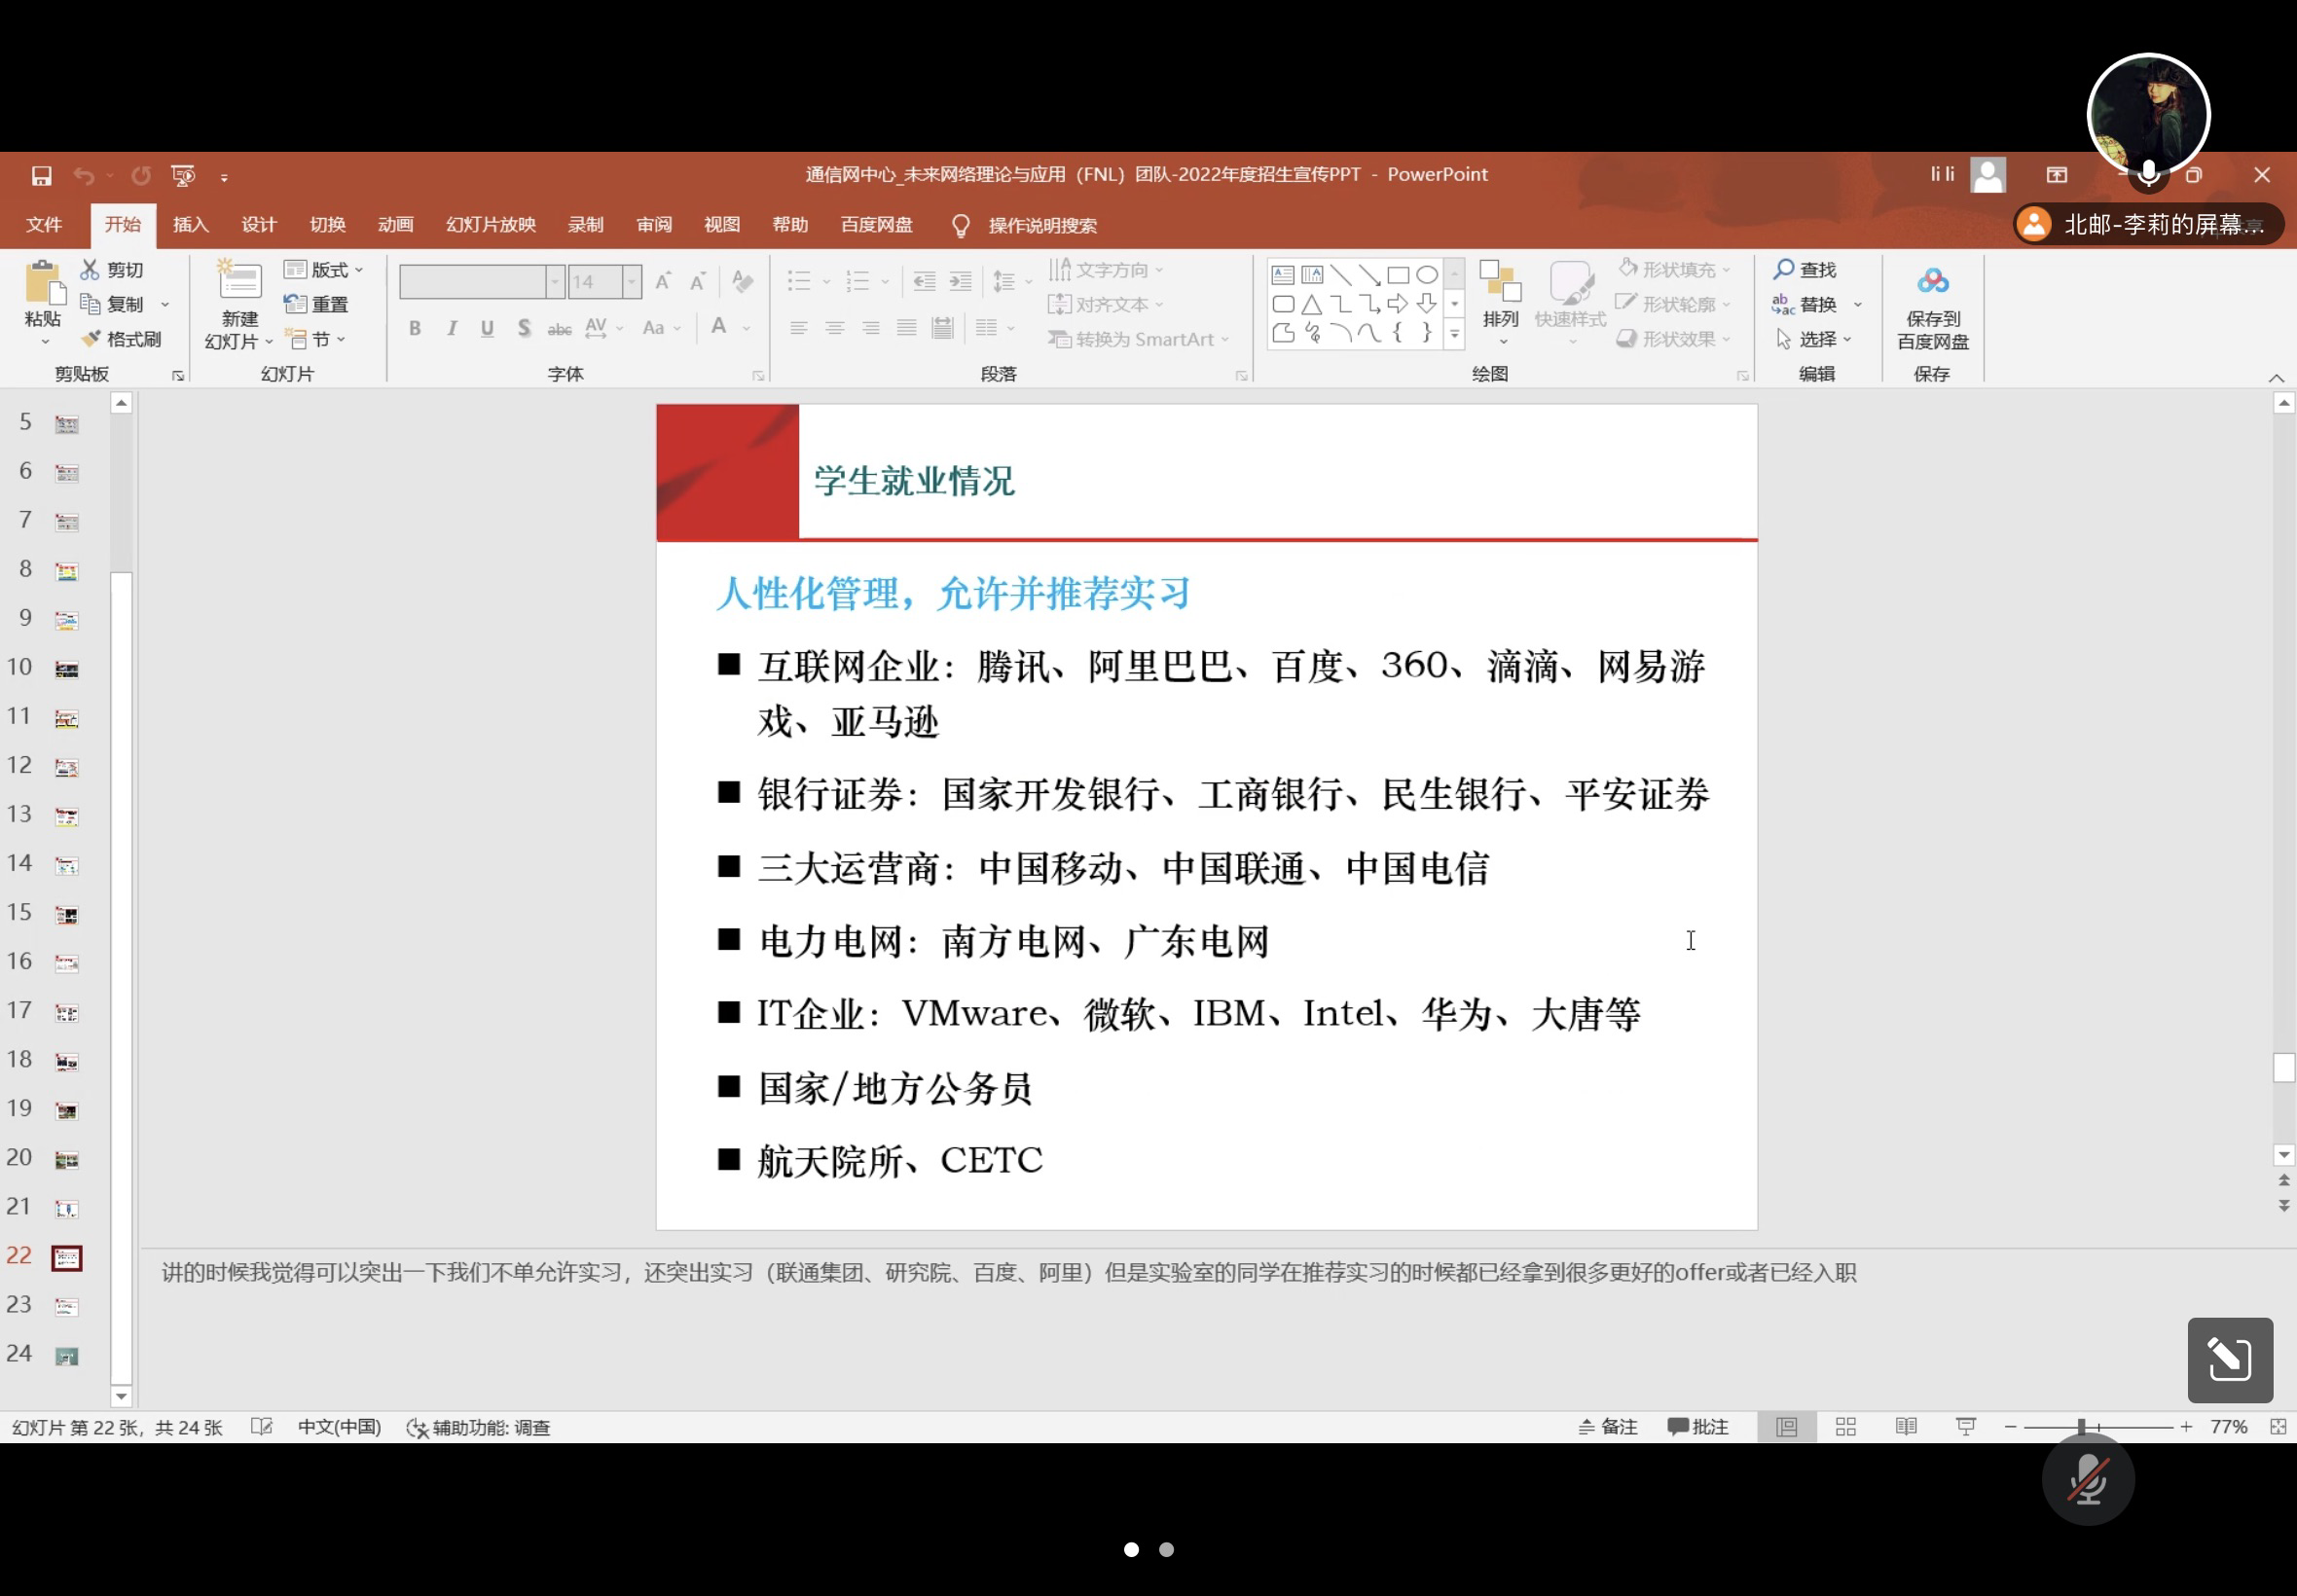 通信网中心_未来网络理论与应用（FNL）团队-2022年度招生宣传PPT - PowerPoint
li li
文件 开始 插入 设计 切换 动画 幻灯片放映 录制 审阅 视图 帮助 百度网盘 操作说明搜索
北邮-李莉的屏幕...
粘贴
剪切
复制
格式刷
剪贴板
新建
幻灯片
版式
重置
节
幻灯片
14
B I U S abc AV Aa A
字体
文字方向
对齐文本
转换为 SmartArt
段落
排列
快速样式
形状填充
形状轮廓
形状效果
绘图
查找
替换
选择
编辑
保存到
百度网盘
保存
5
6
7
8
9
10
11
12
13
14
15
16
17
18
19
20
21
22
23
24
学生就业情况
人性化管理，允许并推荐实习
■ 互联网企业：腾讯、阿里巴巴、百度、360、滴滴、网易游
戏、亚马逊
■ 银行证券：国家开发银行、工商银行、民生银行、平安证券
■ 三大运营商：中国移动、中国联通、中国电信
■ 电力电网：南方电网、广东电网
■ IT企业：VMware、微软、IBM、Intel、华为、大唐等
■ 国家/地方公务员
■ 航天院所、CETC
讲的时候我觉得可以突出一下我们不单允许实习，还突出实习（联通集团、研究院、百度、阿里）但是实验室的同学在推荐实习的时候都已经拿到很多更好的offer或者已经入职
幻灯片 第 22 张，共 24 张 中文(中国) 辅助功能: 调查 备注 批注 77%